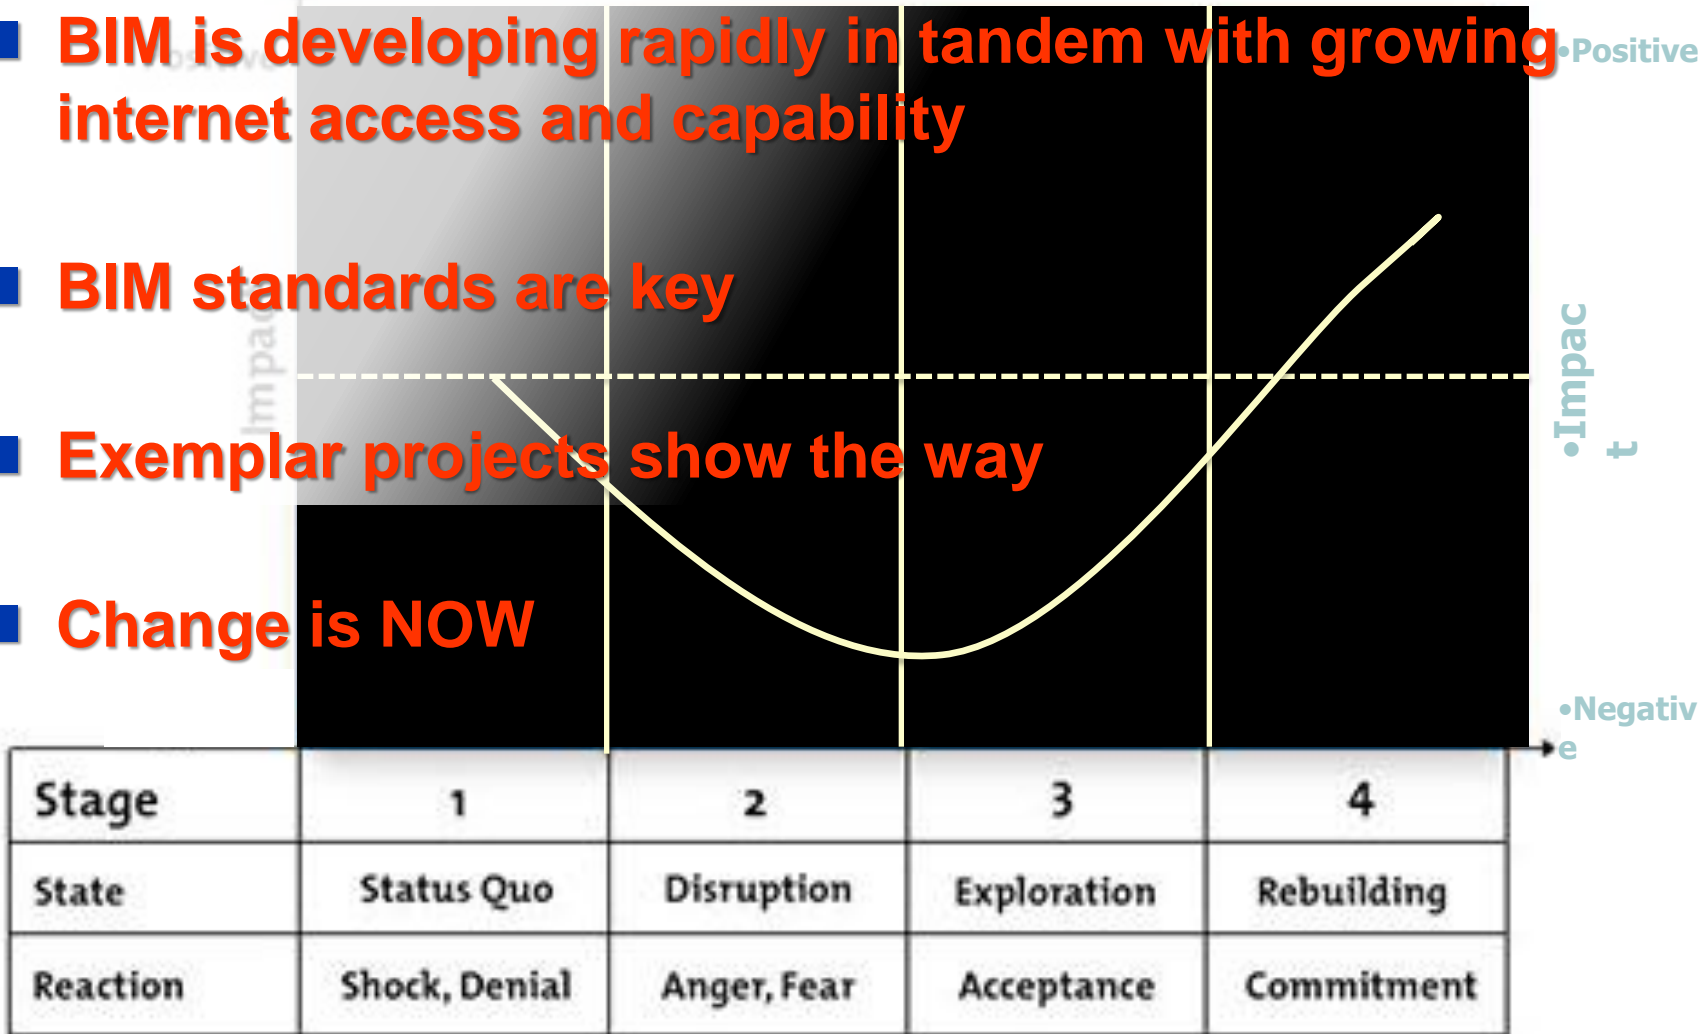 BIM is developing rapidly in tandem with growing
internet access and capability
•Positive
Positive
BIM standards are key
Impac
•Impac
t
Exemplar projects show the way
Change is NOW
•Negativ
e
Stage 1 2 3 4
State Status Quo Disruption Exploration Rebuilding
Reaction Shock, Denial Anger, Fear Acceptance Commitment